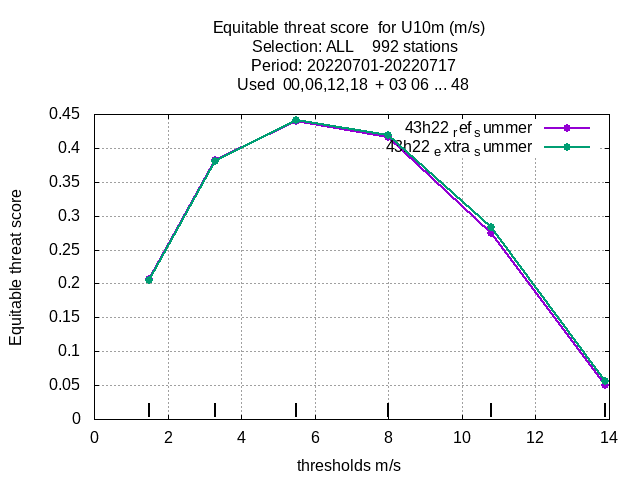 Equitable threat score for U10m (m/s)
Selection: ALL 992 stations
Period: 20220701-20220717
Used 00,06,12,18 + 03 06 ... 48
0.45
0.4
0.35
0.3
0.25
0.2
0.15
0.1
0.05
0
Equitable threat score
43h22 ref summer
43h22 extra summer
0 2 4 6 8 10 12 14
thresholds m/s